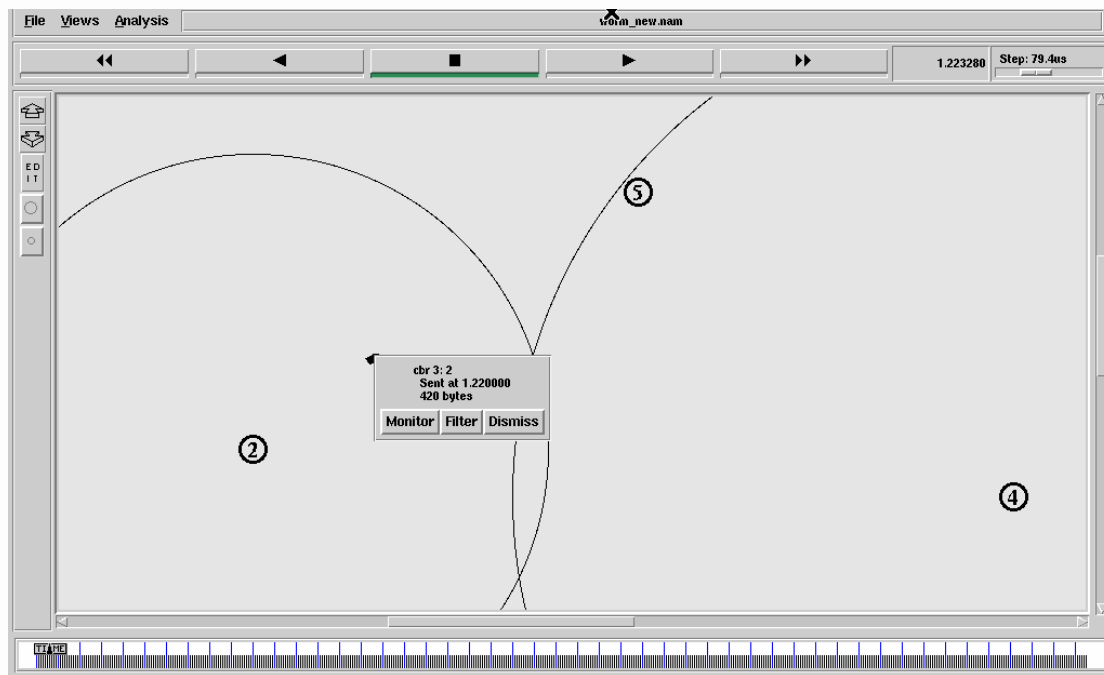 File Views Analysis worm_new.nam
1.223280 Step: 79.4us
ED
IT
5
cbr 3: 2
Sent at 1.220000
420 bytes
Monitor Filter Dismiss
2
4
TIME